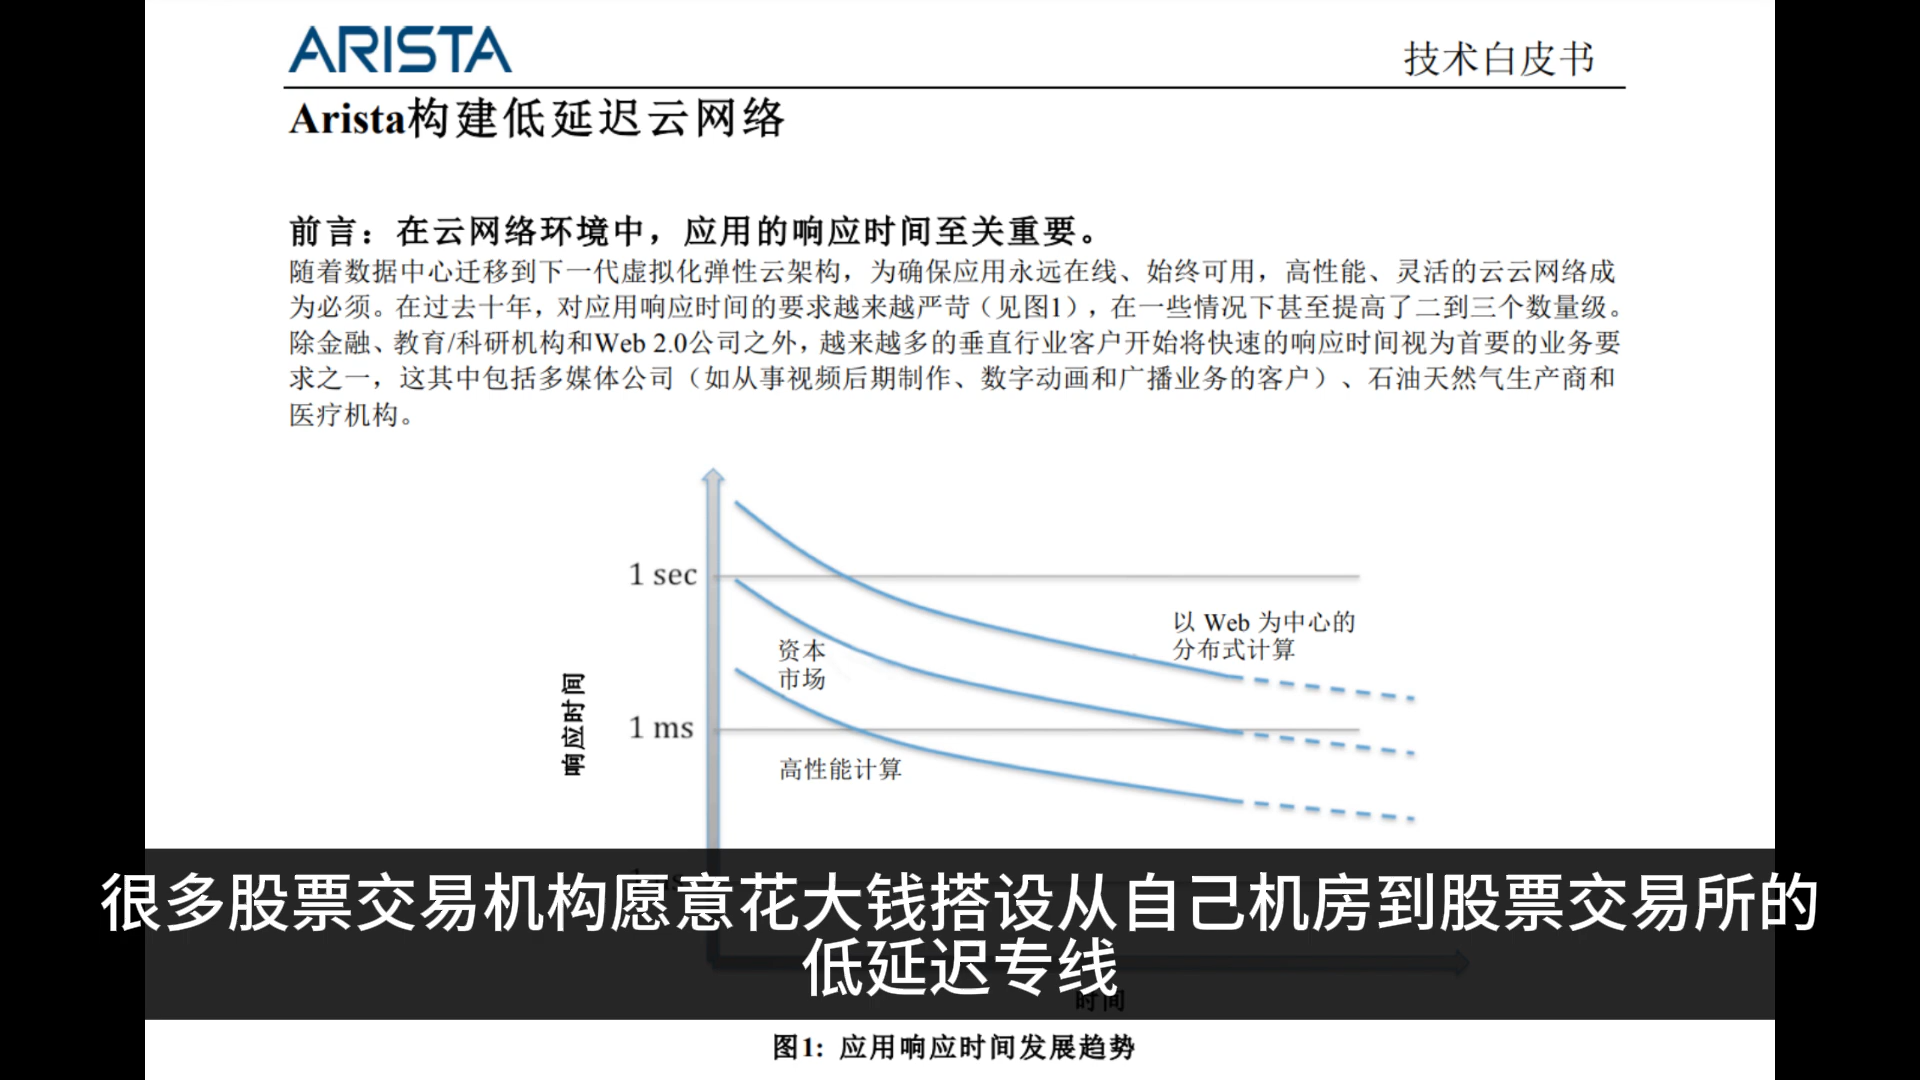 ARISTA
技术白皮书
Arista构建低延迟云网络
前言：在云网络环境中，应用的响应时间至关重要。
随着数据中心迁移到下一代虚拟化弹性云架构，为确保应用永远在线、始终可用，高性能、灵活的云云网络成
为必须。在过去十年，对应用响应时间的要求越来越严苛（见图1），在一些情况下甚至提高了二到三个数量级。
除金融、教育/科研机构和Web 2.0公司之外，越来越多的垂直行业客户开始将快速的响应时间视为首要的业务要
求之一，这其中包括多媒体公司（如从事视频后期制作、数字动画和广播业务的客户）、石油天然气生产商和
医疗机构。
1 sec
以 Web 为中心的
分布式计算
资本
市场
响应时间
1 ms
高性能计算
很多股票交易机构愿意花大钱搭设从自己机房到股票交易所的
低延迟专线
时间
图1: 应用响应时间发展趋势